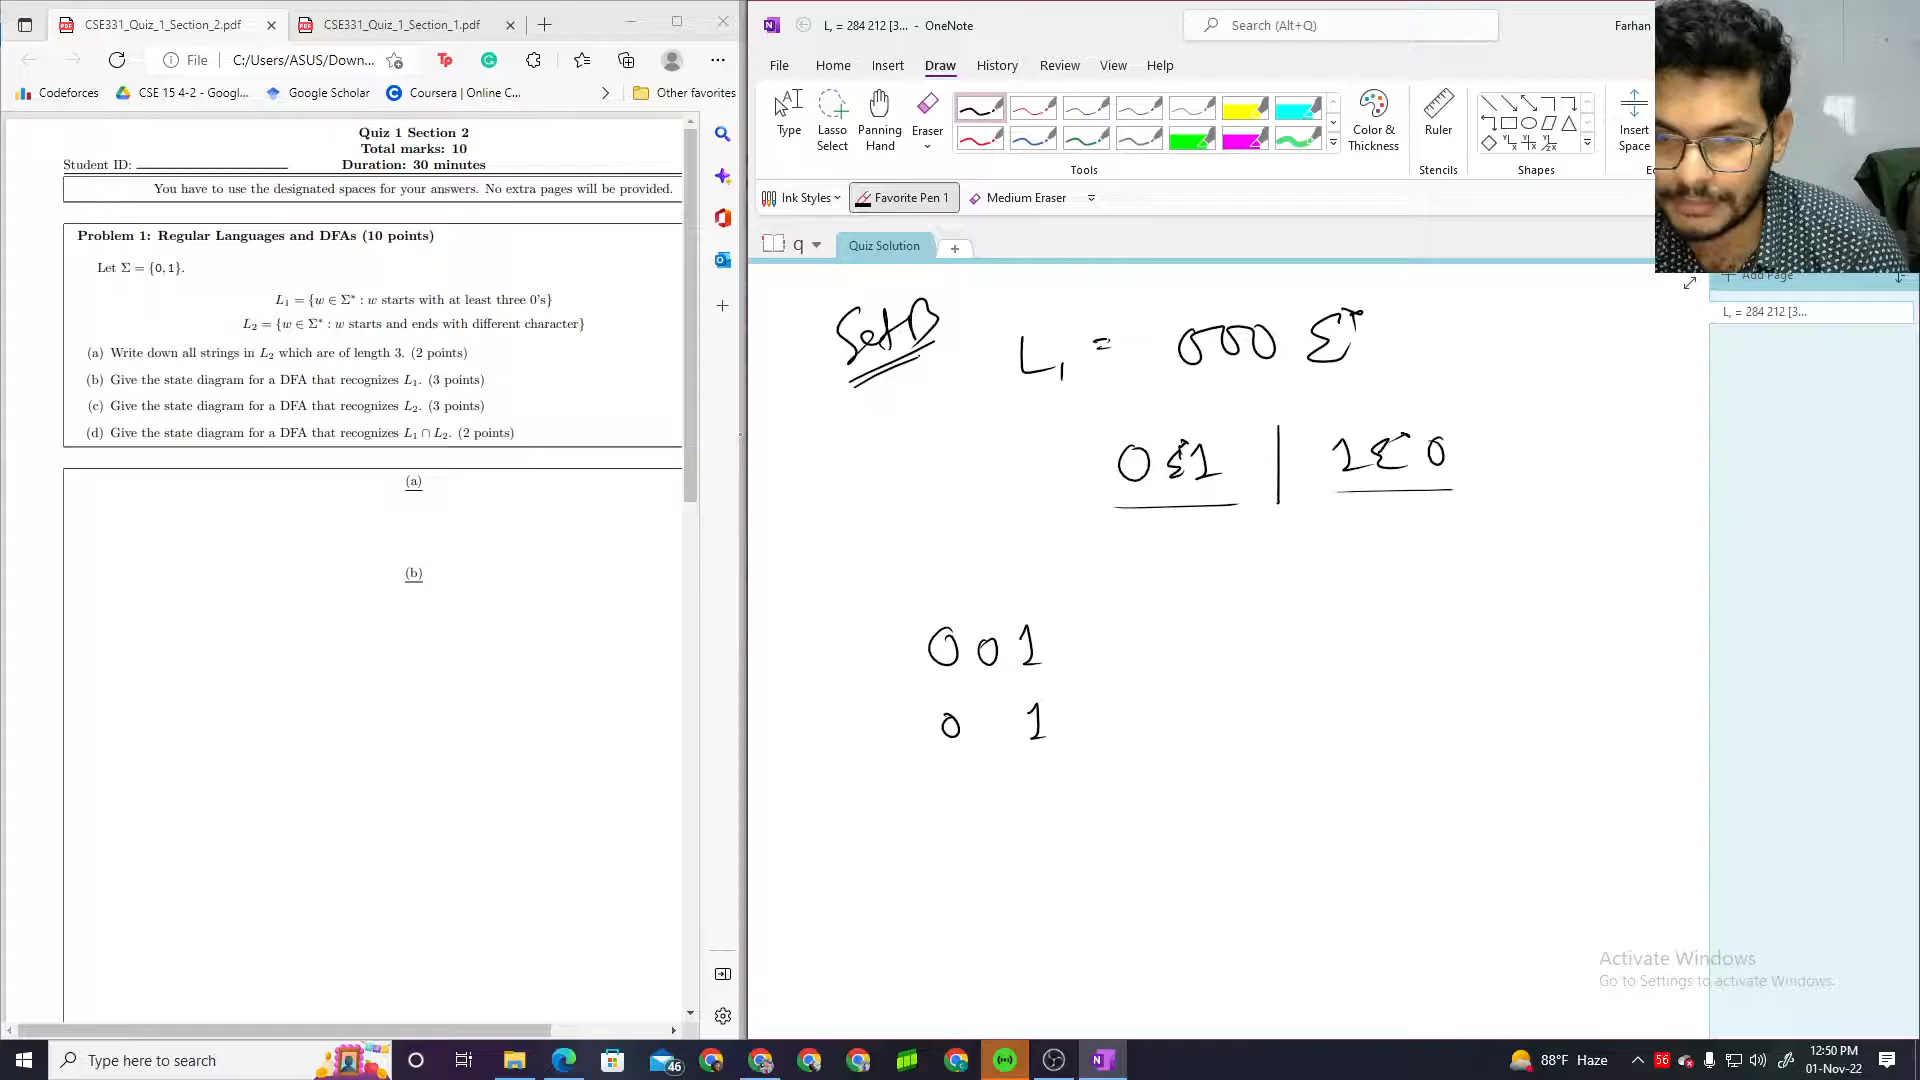 CSE331_Quiz_1_Section_2.pdf
CSE331_Quiz_1_Section_1.pdf
File
C:/Users/ASUS/Down...
Codeforces
CSE 15 4-2 - Googl...
Google Scholar
Coursera | Online C...
Other favorites
Quiz 1 Section 2
Total marks: 10
Student ID:
Duration: 30 minutes
You have to use the designated spaces for your answers. No extra pages will be provided.
Problem 1: Regular Languages and DFAs (10 points)
Let Σ = {0, 1}.
L₁ = {w ∈ Σ* : w starts with at least three 0's}
L₂ = {w ∈ Σ* : w starts and ends with different character}
(a) Write down all strings in L₂ which are of length 3. (2 points)
(b) Give the state diagram for a DFA that recognizes L₁. (3 points)
(c) Give the state diagram for a DFA that recognizes L₂. (3 points)
(d) Give the state diagram for a DFA that recognizes L₁ ∩ L₂. (2 points)
(a)
(b)
L, = 284 212 [3... - OneNote
Search (Alt+Q)
Farhan
File Home Insert Draw History Review View Help
Type
Lasso Select
Panning Hand
Eraser
Color & Thickness
Ruler
Insert Space
Tools
Stencils
Shapes
Ink Styles
Favorite Pen 1
Medium Eraser
q
Quiz Solution
Add Page
L, = 284 212 [3...
Set B
L₁ = 000 Σ*
0 Σ* 1 | 1 Σ* 0
0 0 1
0 1
Activate Windows
Go to Settings to activate Windows.
Type here to search
46
88°F Haze
56
12:50 PM
01-Nov-22